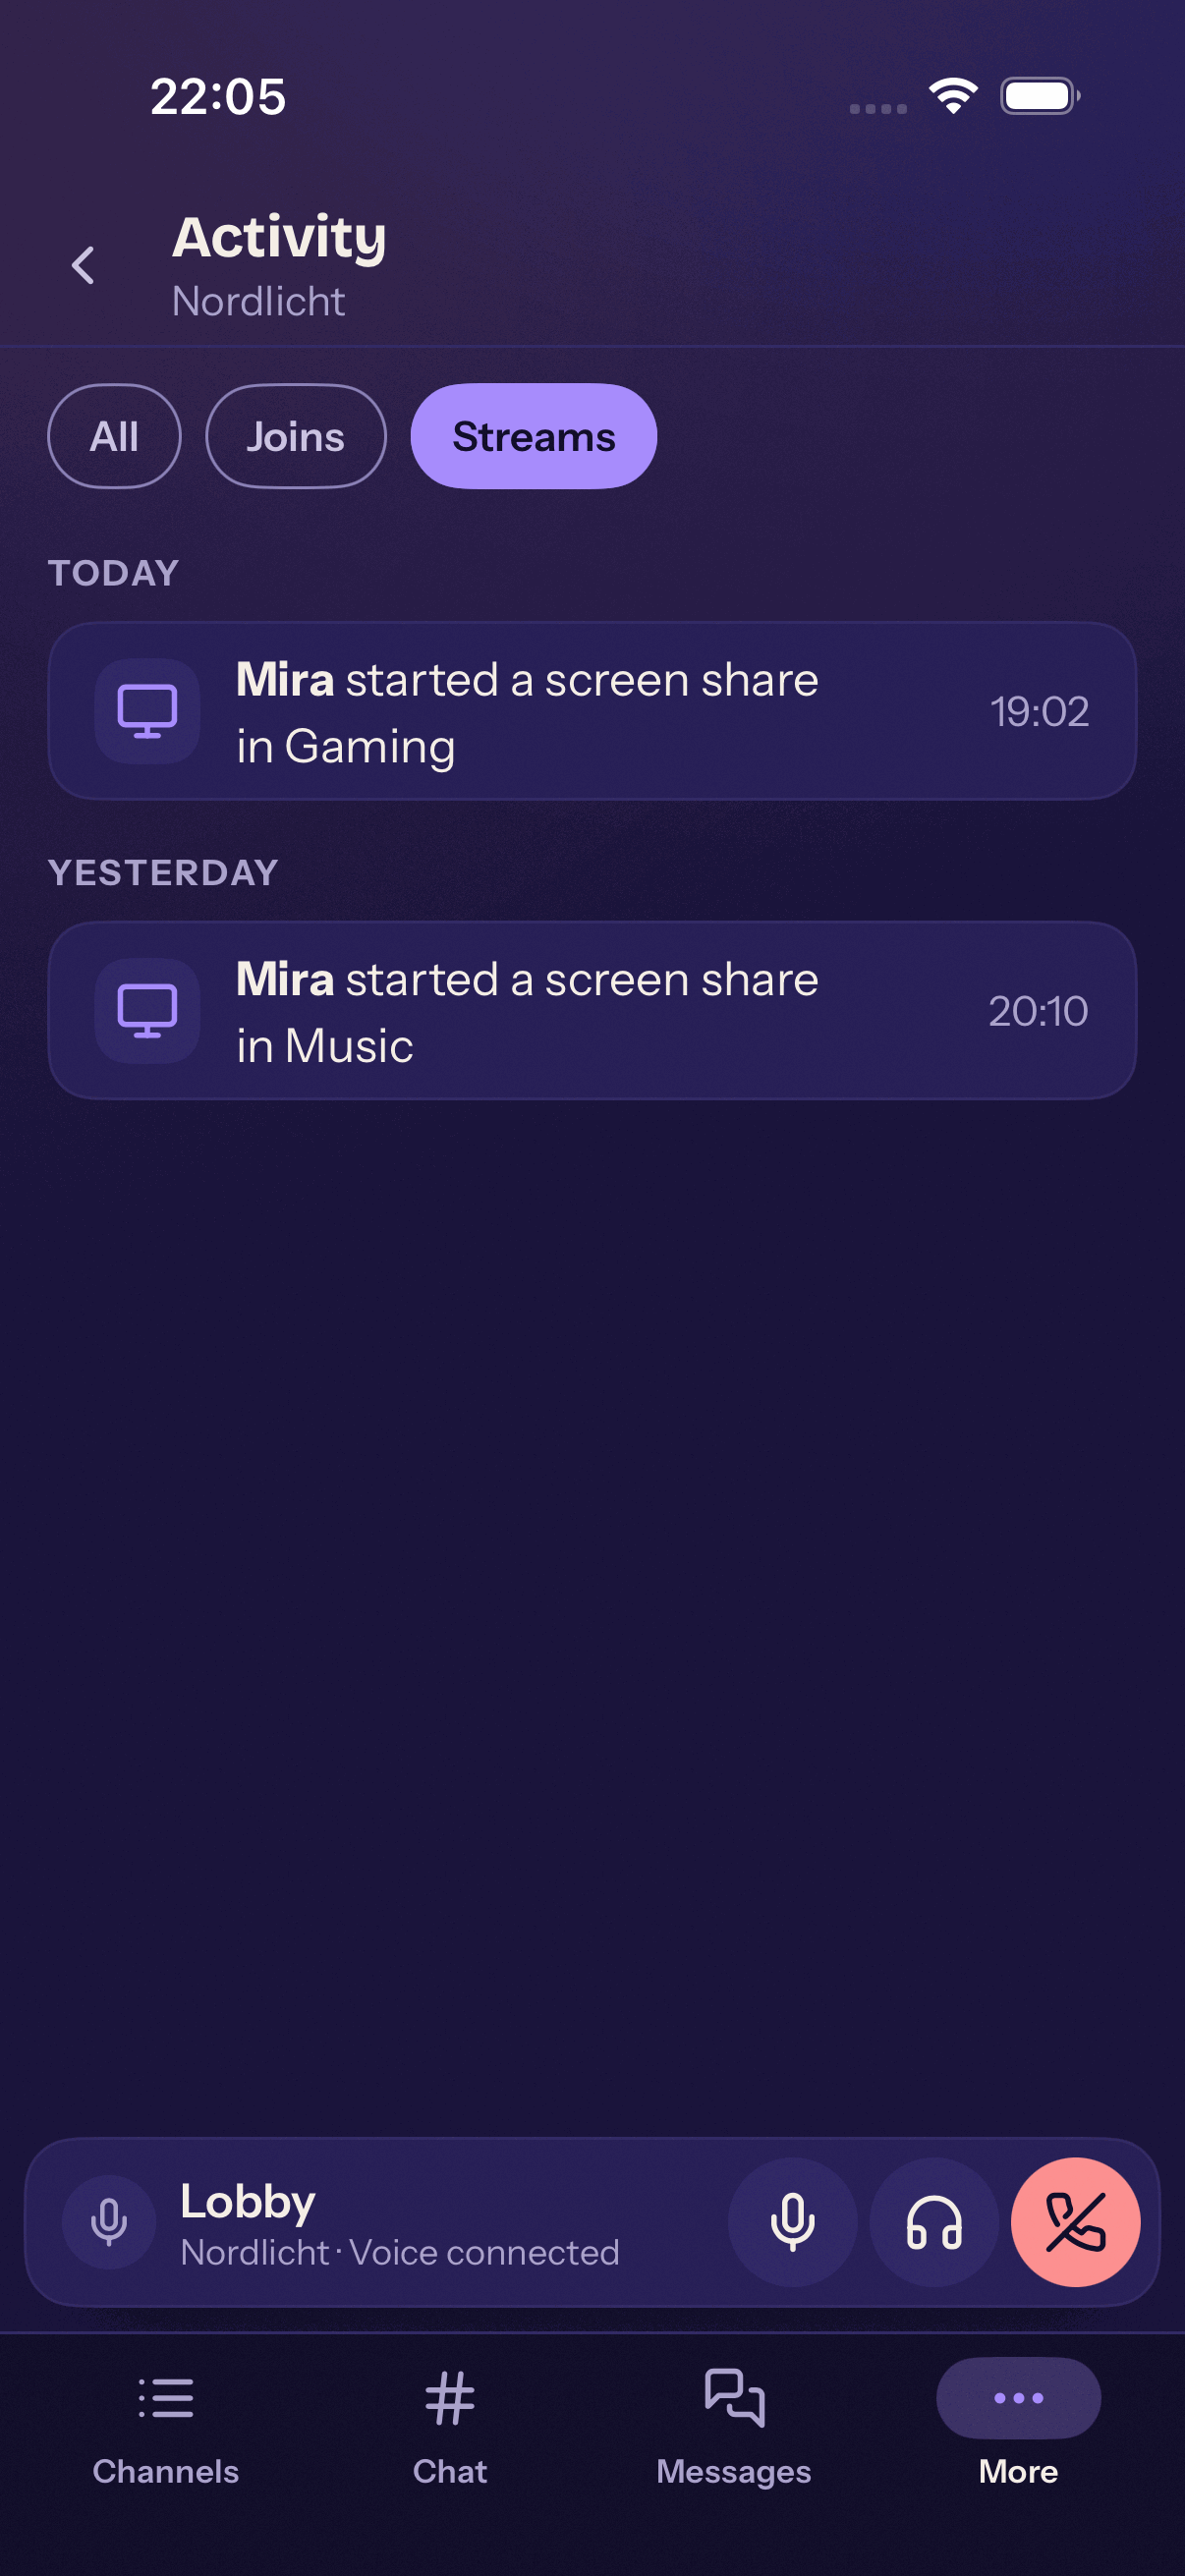 22:05
Activity
Nordlicht
All
Joins
Streams
TODAY
Mira started a screen share
in Gaming
19:02
YESTERDAY
Mira started a screen share
in Music
20:10
Lobby
Nordlicht · Voice connected
Channels
Chat
Messages
More